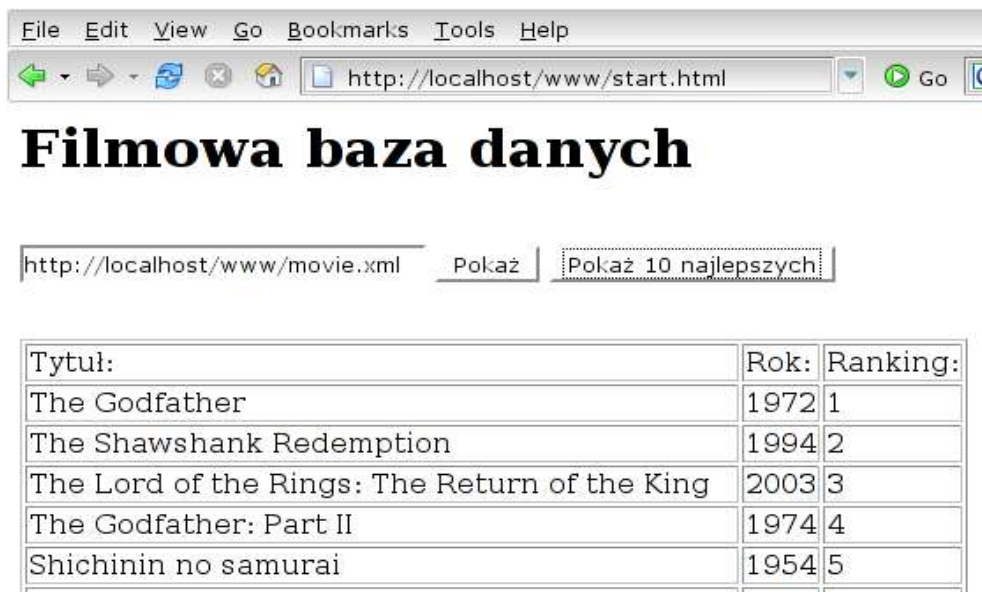 File Edit View Go Bookmarks Tools Help
http://localhost/www/start.html Go
Filmowa baza danych
http://localhost/www/movie.xml Pokaż Pokaż 10 najlepszych
Tytuł: Rok: Ranking:
The Godfather 1972 1
The Shawshank Redemption 1994 2
The Lord of the Rings: The Return of the King 2003 3
The Godfather: Part II 1974 4
Shichinin no samurai 1954 5